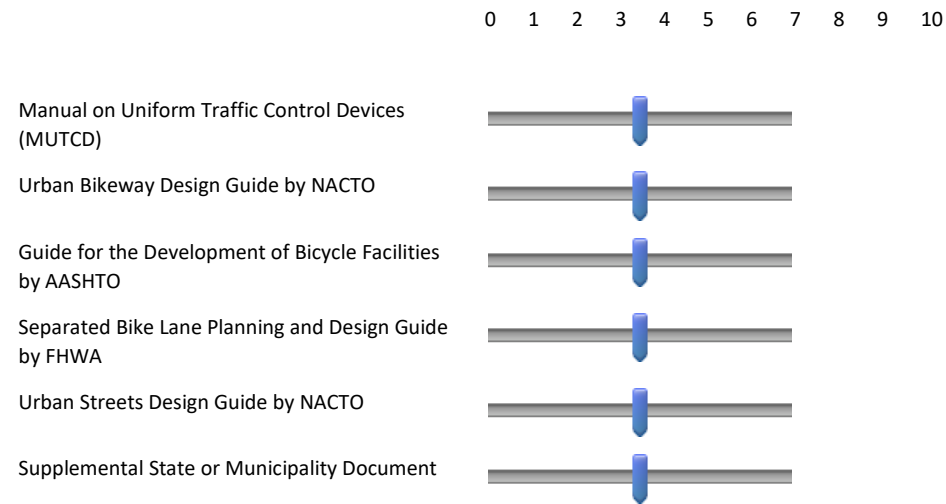 0 1 2 3 4 5 6 7 8 9 10
Manual on Uniform Traffic Control Devices
(MUTCD)
Urban Bikeway Design Guide by NACTO
Guide for the Development of Bicycle Facilities
by AASHTO
Separated Bike Lane Planning and Design Guide
by FHWA
Urban Streets Design Guide by NACTO
Supplemental State or Municipality Document